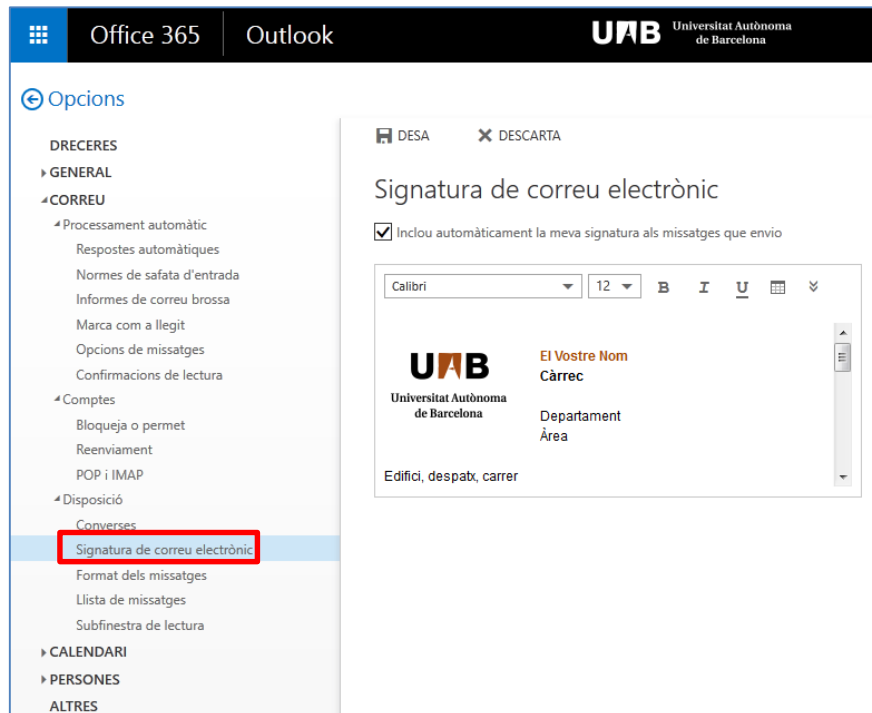 Office 365
Outlook
UAB
Universitat Autònoma
de Barcelona
Opcions
DRECERES
GENERAL
CORREU
Processament automàtic
Respostes automàtiques
Normes de safata d'entrada
Informes de correu brossa
Marca com a llegit
Opcions de missatges
Confirmacions de lectura
Comptes
Bloqueja o permet
Reenviament
POP i IMAP
Disposició
Converses
Signatura de correu electrònic
Format dels missatges
Llista de missatges
Subfinestra de lectura
CALENDARI
PERSONES
ALTRES
DESA
DESCARTA
Signatura de correu electrònic
Inclou automàticament la meva signatura als missatges que envio
Calibri 12 B I U
UAB
Universitat Autònoma
de Barcelona
El Vostre Nom
Càrrec
Departament
Àrea
Edifici, despatx, carrer